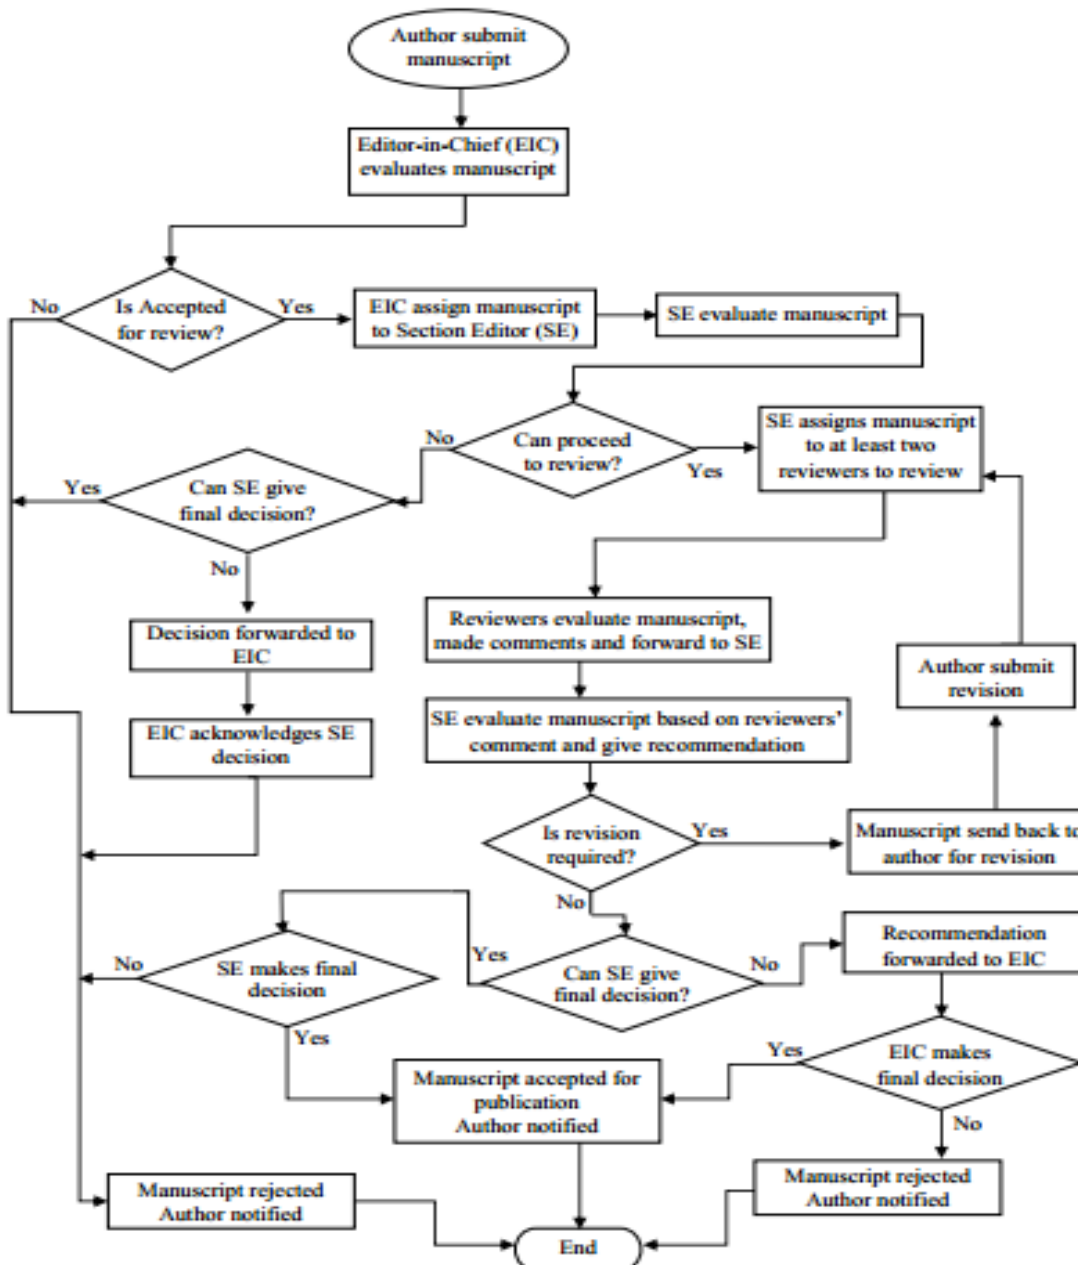 Author submit
manuscript
Editor-in-Chief (EIC)
evaluates manuscript
No
Is Accepted
for review?
Yes
EIC assign manuscript
to Section Editor (SE)
SE evaluate manuscript
No
Can proceed
to review?
Yes
SE assigns manuscript
to at least two
reviewers to review
Yes
Can SE give
final decision?
No
Decision forwarded to
EIC
EIC acknowledges SE
decision
Reviewers evaluate manuscript,
made comments and forward to SE
Author submit
revision
SE evaluate manuscript based on reviewers'
comment and give recommendation
Is revision
required?
Yes
Manuscript send back to
author for revision
No
No
SE makes final
decision
Yes
Yes
Can SE give
final decision?
No
Recommendation
forwarded to EIC
Yes
EIC makes
final decision
No
Manuscript accepted for
publication
Author notified
Manuscript rejected
Author notified
Manuscript rejected
Author notified
End